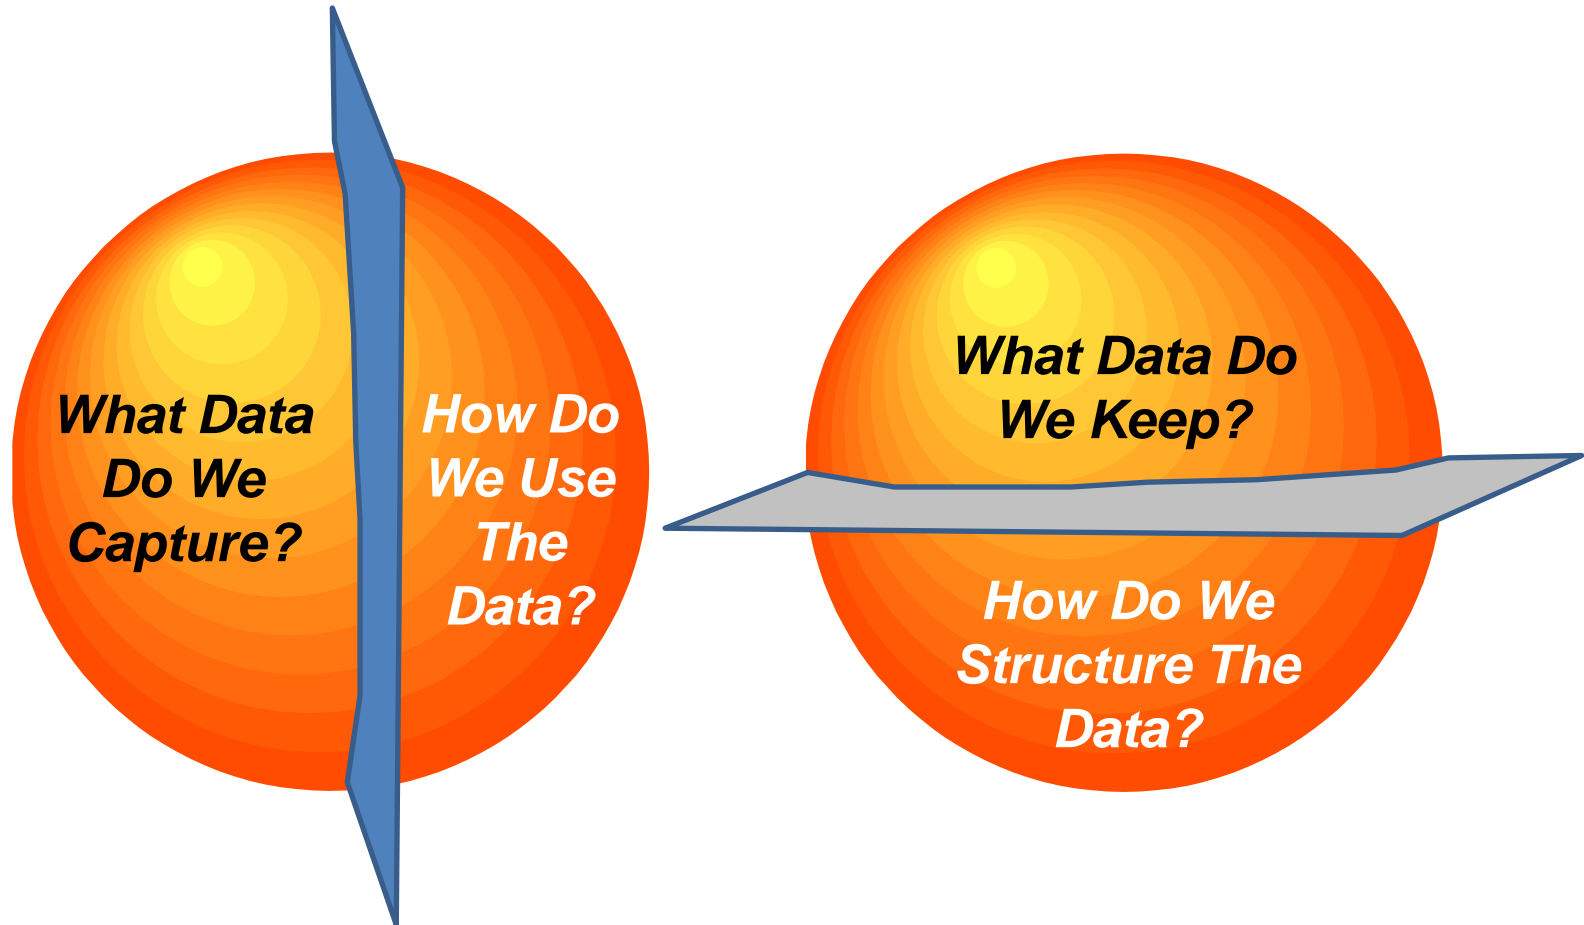 What Data
Do We
Capture?
How Do
We Use
The
Data?
What Data Do
We Keep?
How Do We
Structure The
Data?